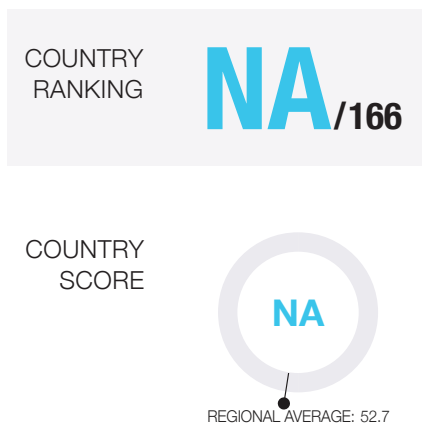 COUNTRY
RANKING
NA/166
COUNTRY
SCORE
NA
REGIONAL AVERAGE: 52.7